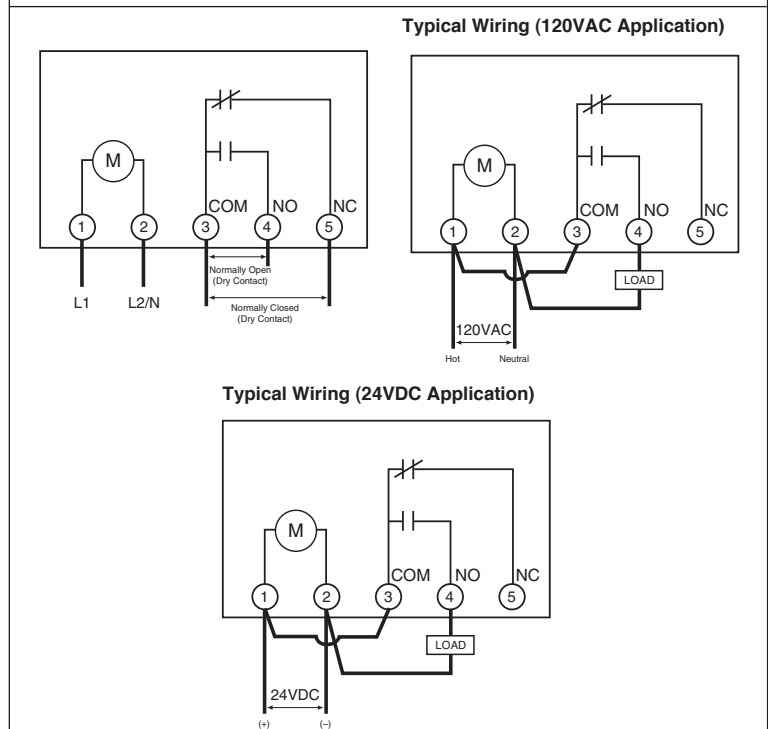 Typical Wiring (120VAC Application)
M
COM NO NC
1 2 3 4 5
Normally Open
(Dry Contact)
L1 L2/N
Normally Closed
(Dry Contact)
M
COM NO NC
1 2 3 4 5
LOAD
120VAC
Hot Neutral
Typical Wiring (24VDC Application)
M
COM NO NC
1 2 3 4 5
LOAD
24VDC
(+) (–)